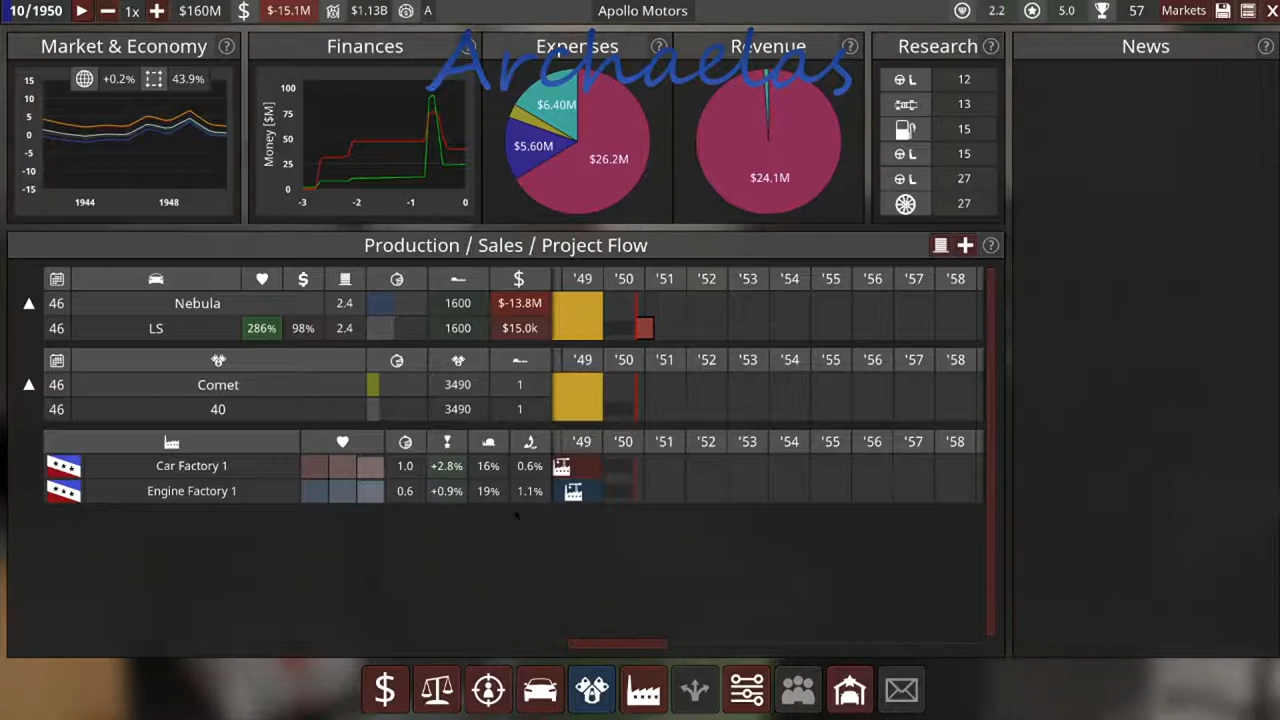 10/1950 1x $160M $ $-15.1M $1.13B A Apollo Motors 2.2 5.0 57 Markets
Market & Economy ? Finances ? Expenses ? Revenue ? Research ? News ?
Archaelas
+0.2% 43.9%
15
10
5
0
-5
-10
-15
1944 1948
Money [$M]
100
75
50
25
0
-3 -2 -1 0
$6.40M
$5.60M
$26.2M
$24.1M
12
13
15
L 15
L 27
27
Production / Sales / Project Flow ?
$ $ '49 '50 '51 '52 '53 '54 '55 '56 '57 '58
46 Nebula 2.4 1600 $-13.8M
46 LS 286% 98% 2.4 1600 $15.0k
'49 '50 '51 '52 '53 '54 '55 '56 '57 '58
46 Comet 3490 1
46 40 3490 1
'49 '50 '51 '52 '53 '54 '55 '56 '57 '58
Car Factory 1 1.0 +2.8% 16% 0.6%
Engine Factory 1 0.6 +0.9% 19% 1.1%
$